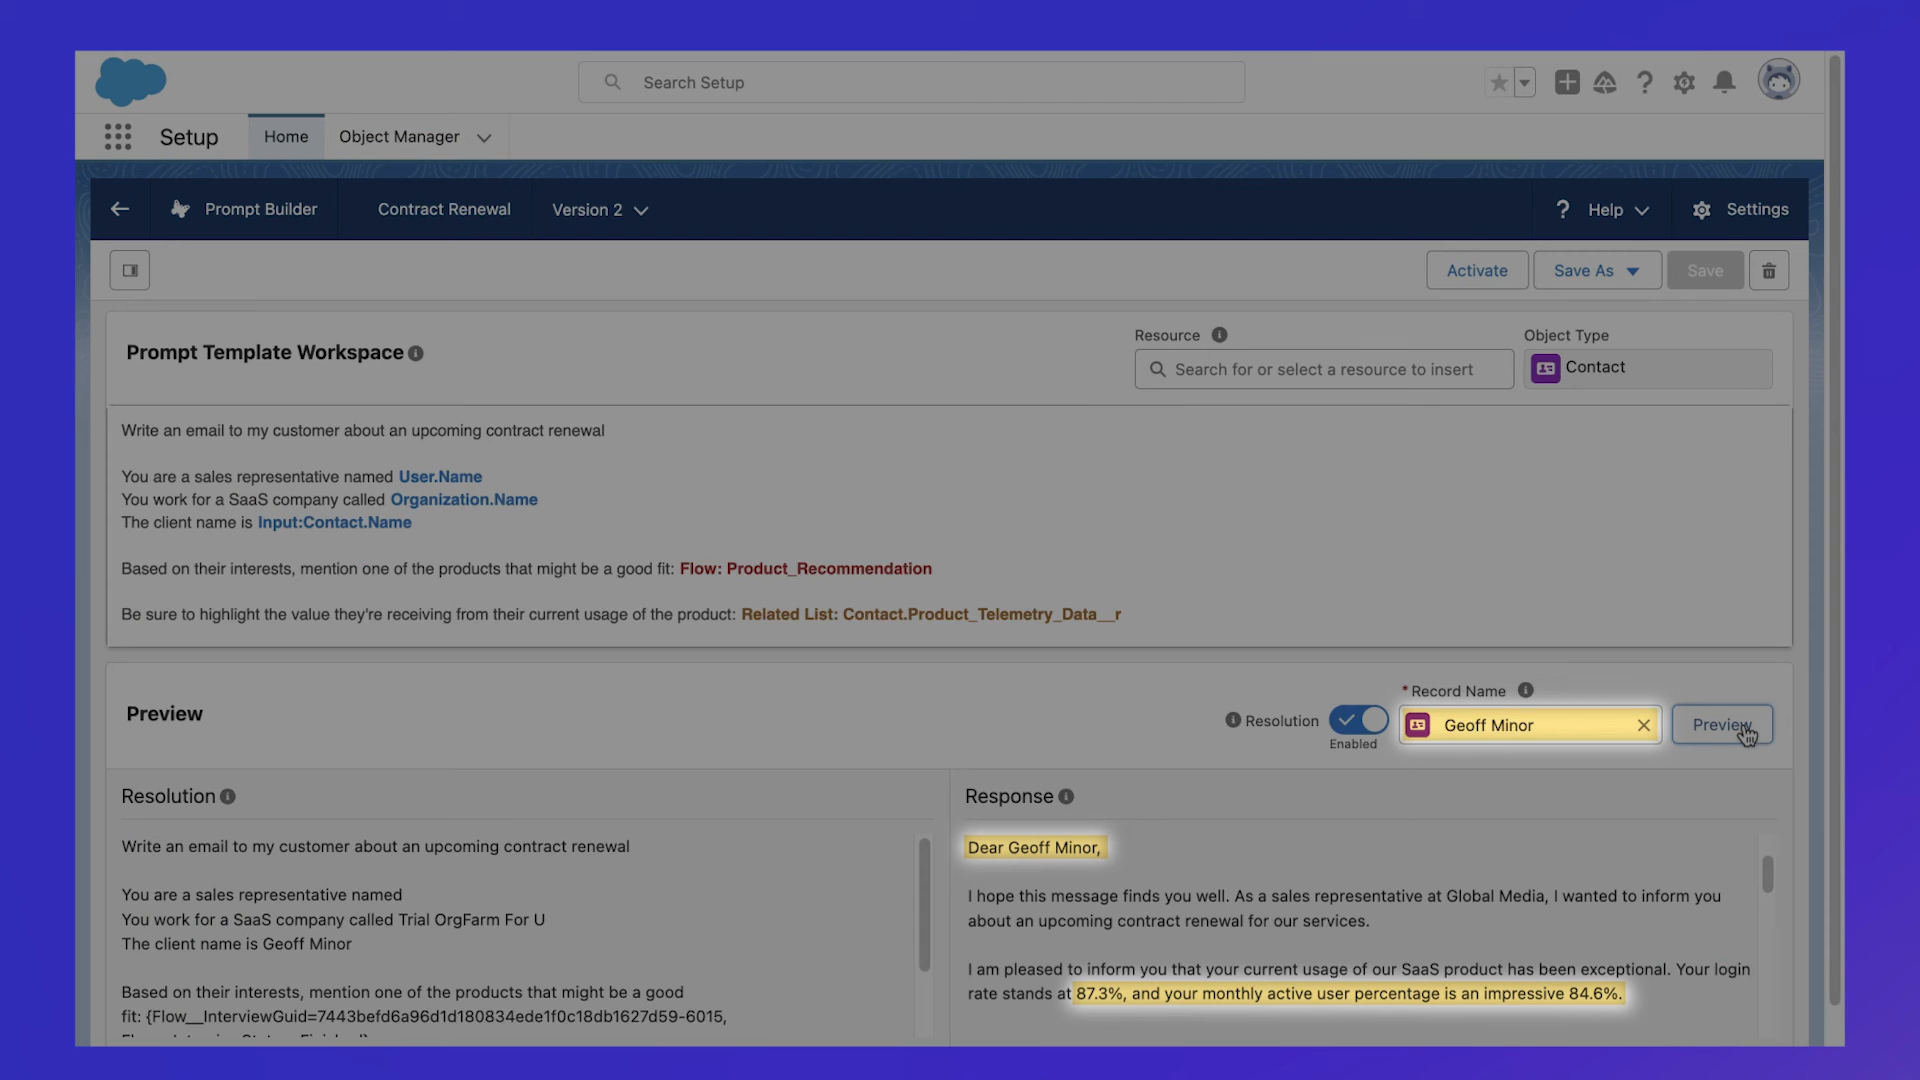 Search Setup
Setup
Home
Object Manager
Prompt Builder
Contract Renewal
Version 2
Help
Settings
Activate
Save As
Save
Prompt Template Workspace
Resource
Search for or select a resource to insert
Object Type
Contact
Write an email to my customer about an upcoming contract renewal
You are a sales representative named User.Name
You work for a SaaS company called Organization.Name
The client name is Input:Contact.Name
Based on their interests, mention one of the products that might be a good fit: Flow: Product_Recommendation
Be sure to highlight the value they're receiving from their current usage of the product: Related List: Contact.Product_Telemetry_Data__r
Preview
Resolution
Enabled
* Record Name
Geoff Minor
Preview
Resolution
Write an email to my customer about an upcoming contract renewal
You are a sales representative named
You work for a SaaS company called Trial OrgFarm For U
The client name is Geoff Minor
Based on their interests, mention one of the products that might be a good
fit: {Flow__InterviewGuid=7443befd6a96d1d180834ede1f0c18db1627d59-6015,
Response
Dear Geoff Minor,
I hope this message finds you well. As a sales representative at Global Media, I wanted to inform you
about an upcoming contract renewal for our services.
I am pleased to inform you that your current usage of our SaaS product has been exceptional. Your login
rate stands at 87.3%, and your monthly active user percentage is an impressive 84.6%.